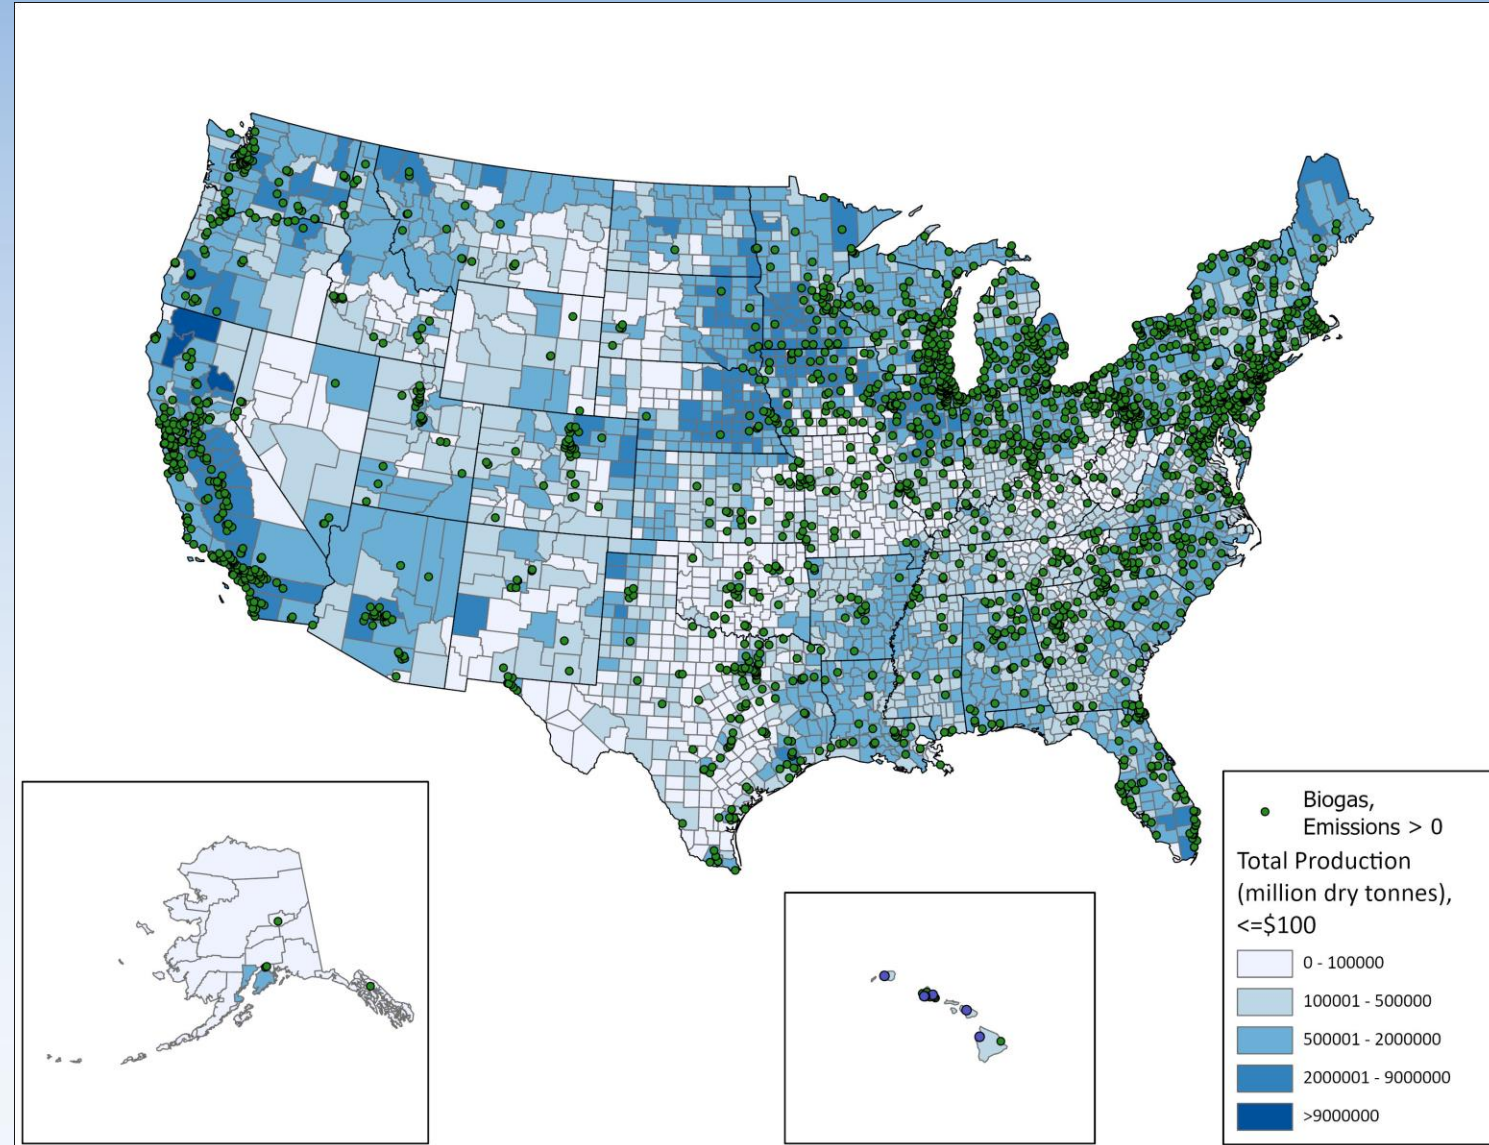 Biogas,
Emissions > 0
Total Production
(million dry tonnes),
<=$100
0 - 100000
100001 - 500000
500001 - 2000000
2000001 - 9000000
>9000000